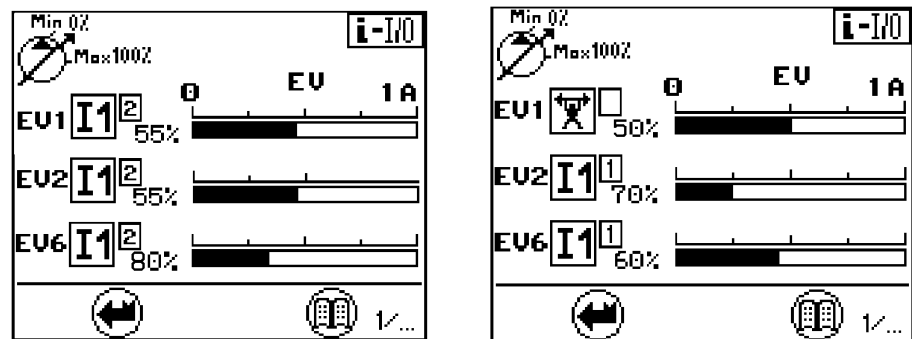 Min 0%
i-I/O
Max100%
0 EV 1A
EV1 I1 2 55%
EV2 I1 2 55%
EV6 I1 2 80%
1/...
Min 0%
i-I/O
Max100%
0 EV 1A
EV1 50%
EV2 I1 1 70%
EV6 I1 1 60%
1/...